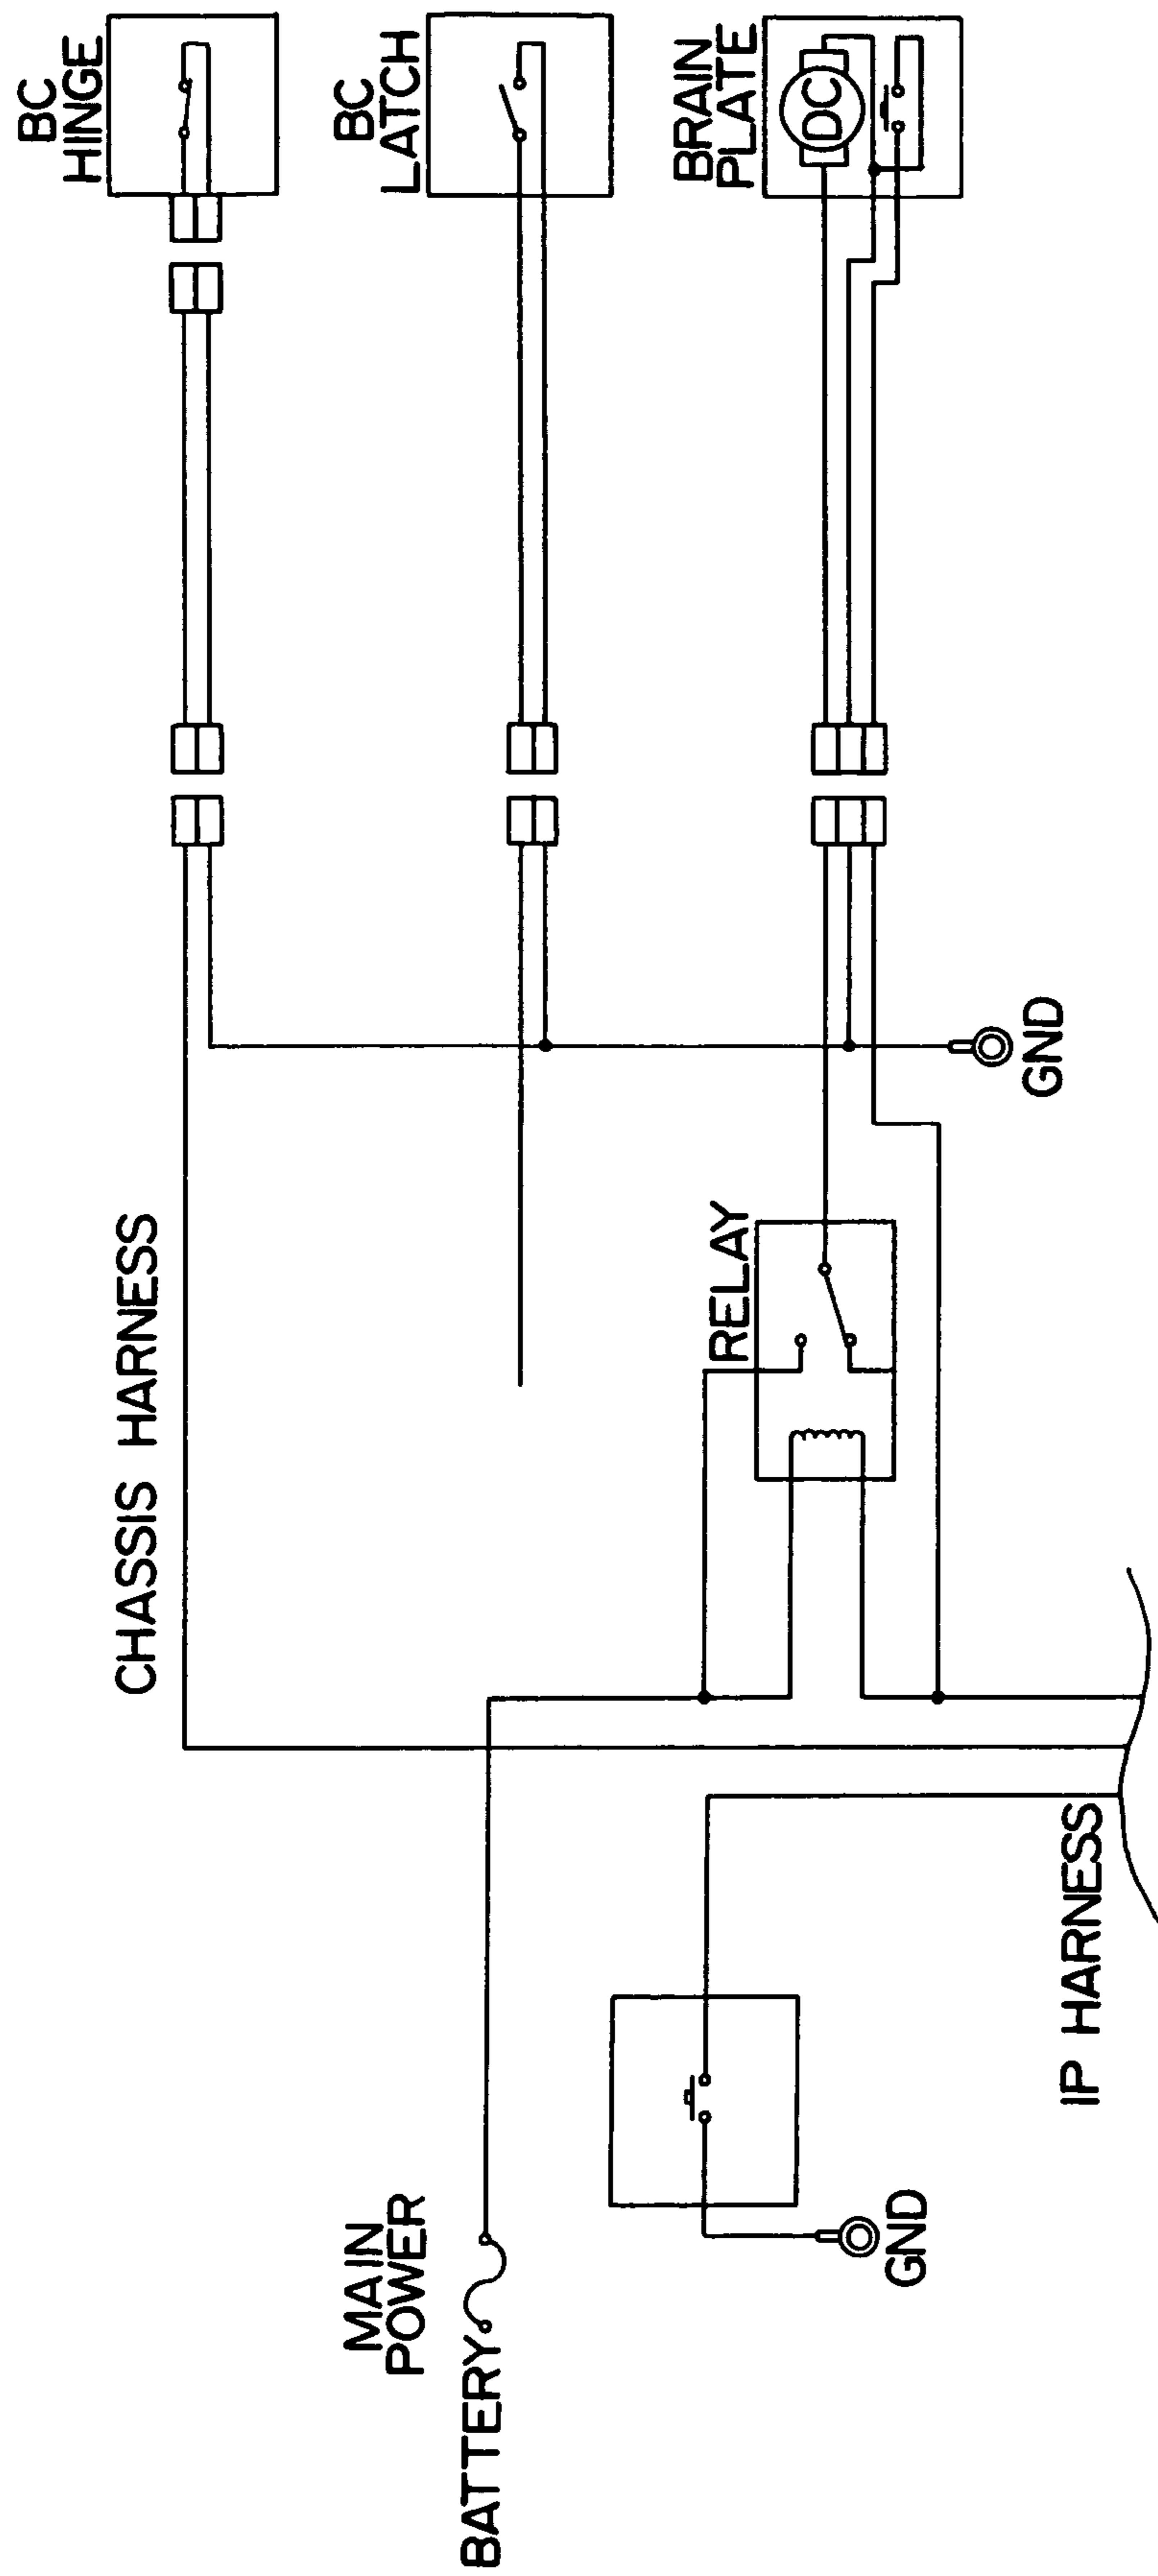 BC
HINGE
BC
LATCH
BRAIN
PLATE
DC
CHASSIS HARNESS
RELAY
GND
MAIN
POWER
BATTERY
GND
IP HARNESS